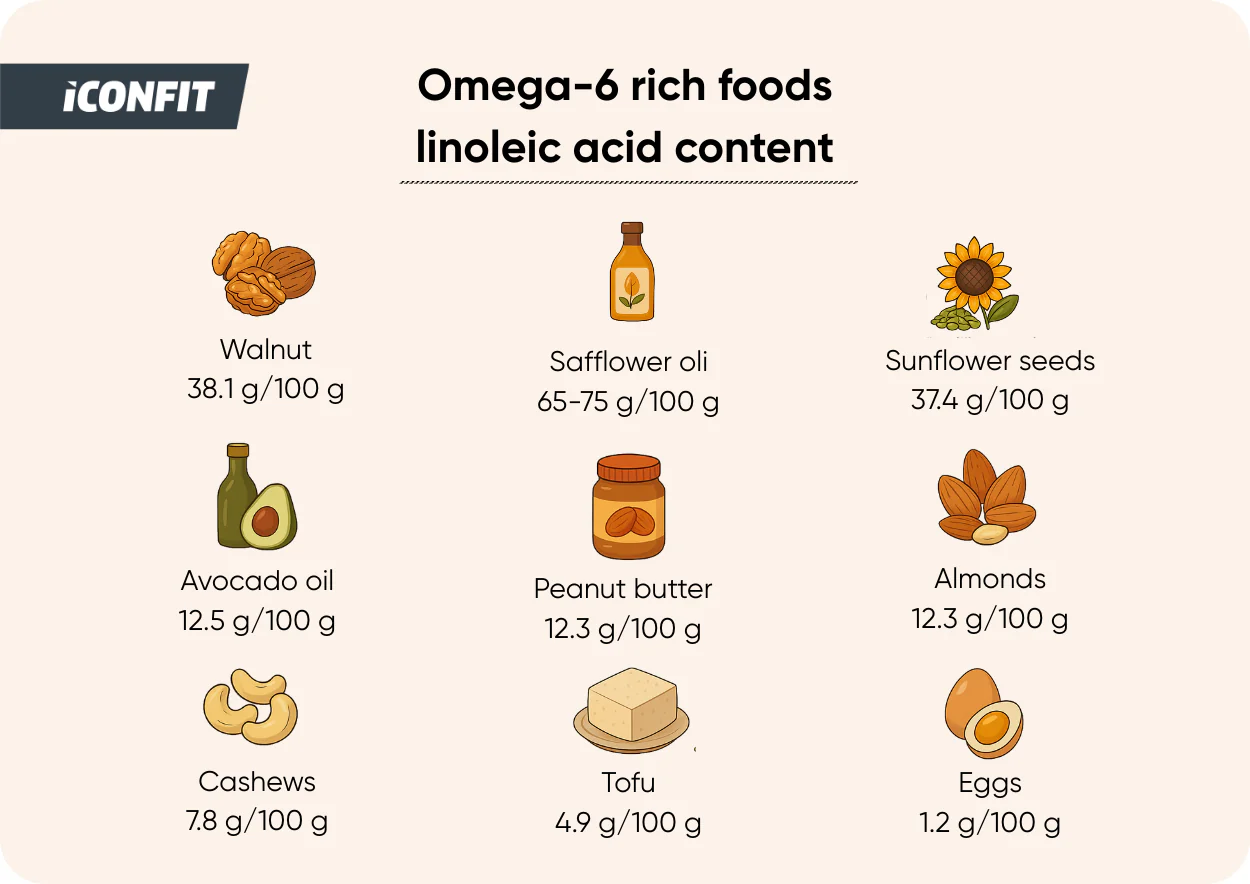 iCONFIT
Omega-6 rich foods
linoleic acid content
Walnut
38.1 g/100 g
Safflower oli
65-75 g/100 g
Sunflower seeds
37.4 g/100 g
Avocado oil
12.5 g/100 g
Peanut butter
12.3 g/100 g
Almonds
12.3 g/100 g
Cashews
7.8 g/100 g
Tofu
4.9 g/100 g
Eggs
1.2 g/100 g